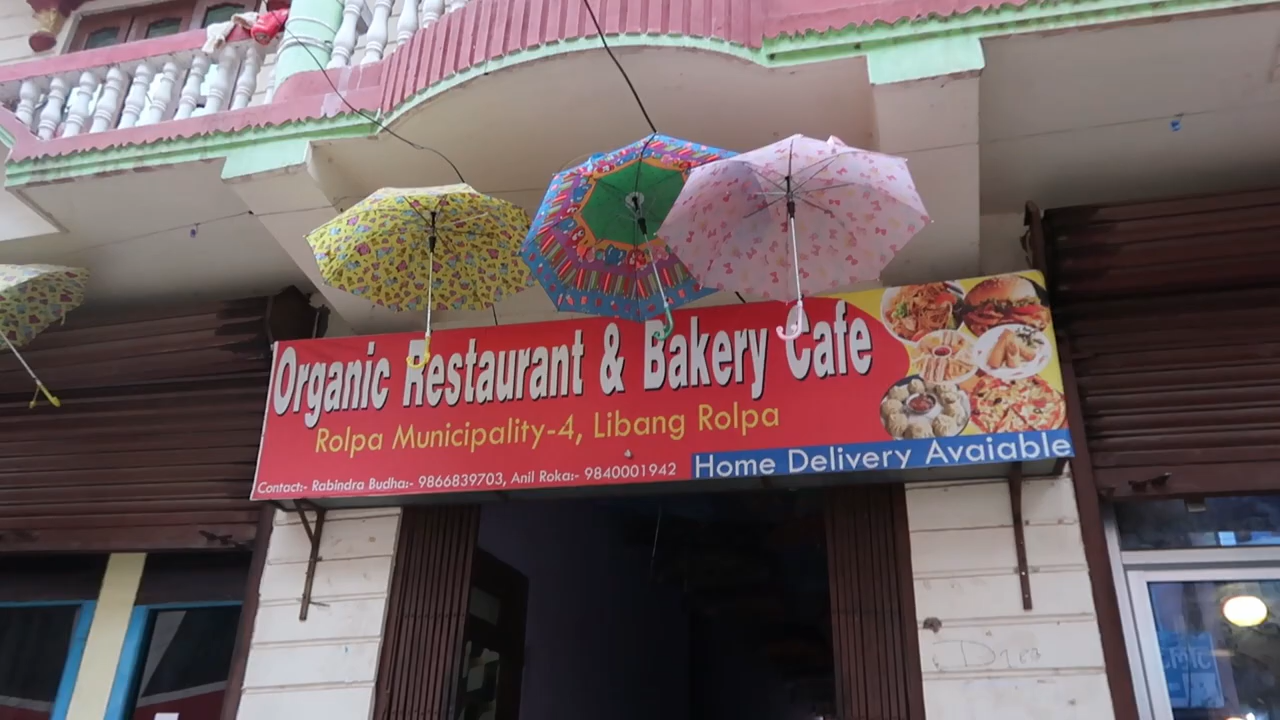 Organic Restaurant & Bakery Cafe
Rolpa Municipality-4, Libang Rolpa
Contact:- Rabindra Budha:- 9866839703, Anil Roka:- 9840001942
Home Delivery Avaiable